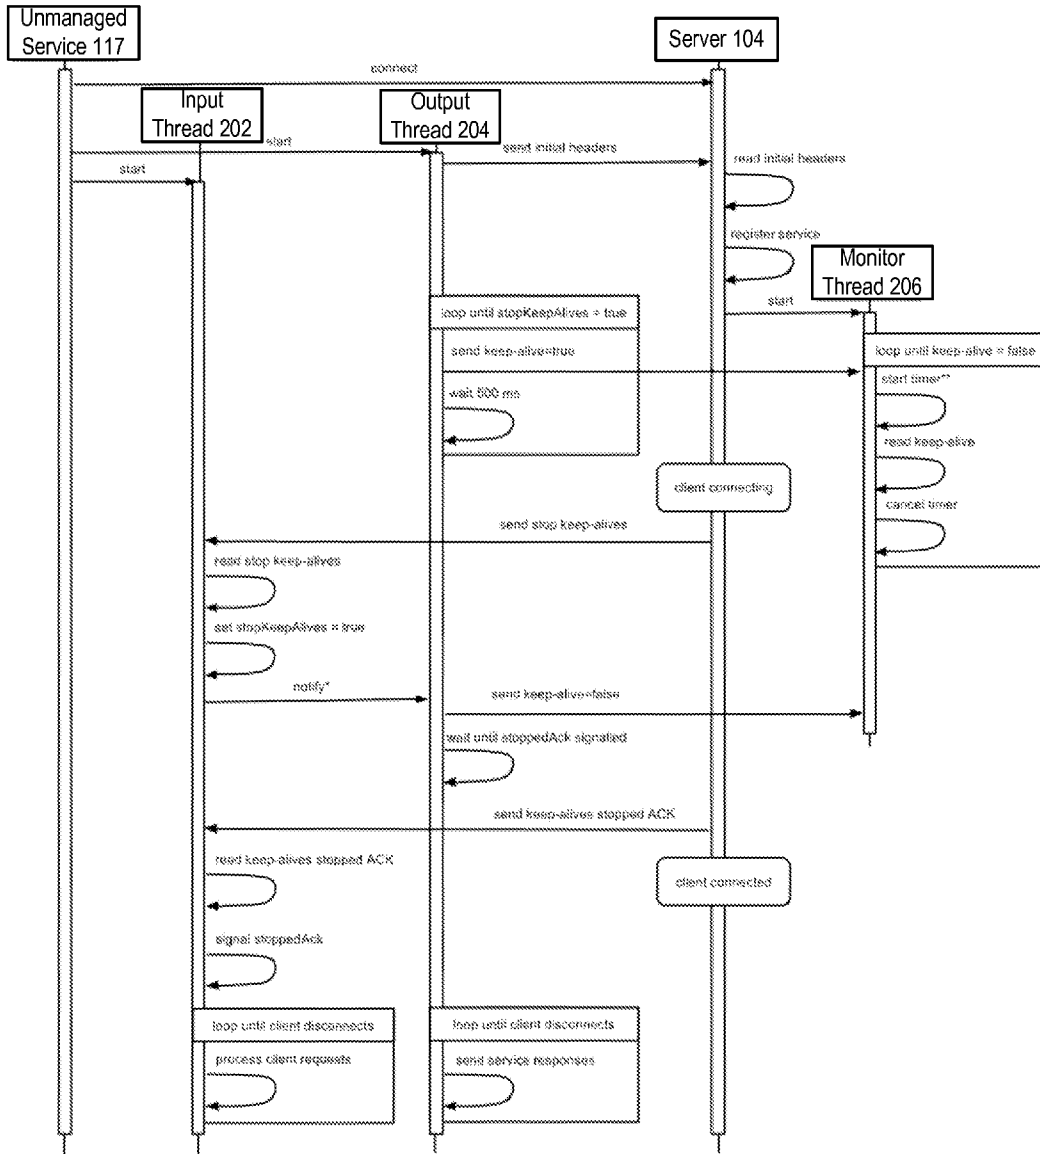 Unmanaged
Service 117
Server 104
connect
Input
Thread 202
Output
Thread 204
start
send initial headers
start
read initial headers
register service
Monitor
Thread 206
start
loop until stopKeepAlives = true
send keep-alive=true
wait 500 ms
loop until keep-alive = false
start timer**
read keep-alive
cancel timer
client connecting
send stop keep-alives
read stop keep-alives
set stopKeepAlives = true
notify*
send keep-alive=false
wait until stoppedAck signalled
send keep-alives stopped ACK
read keep-alives stopped ACK
client connected
signal stoppedAck
loop until client disconnects
loop until client disconnects
process client requests
send service responses